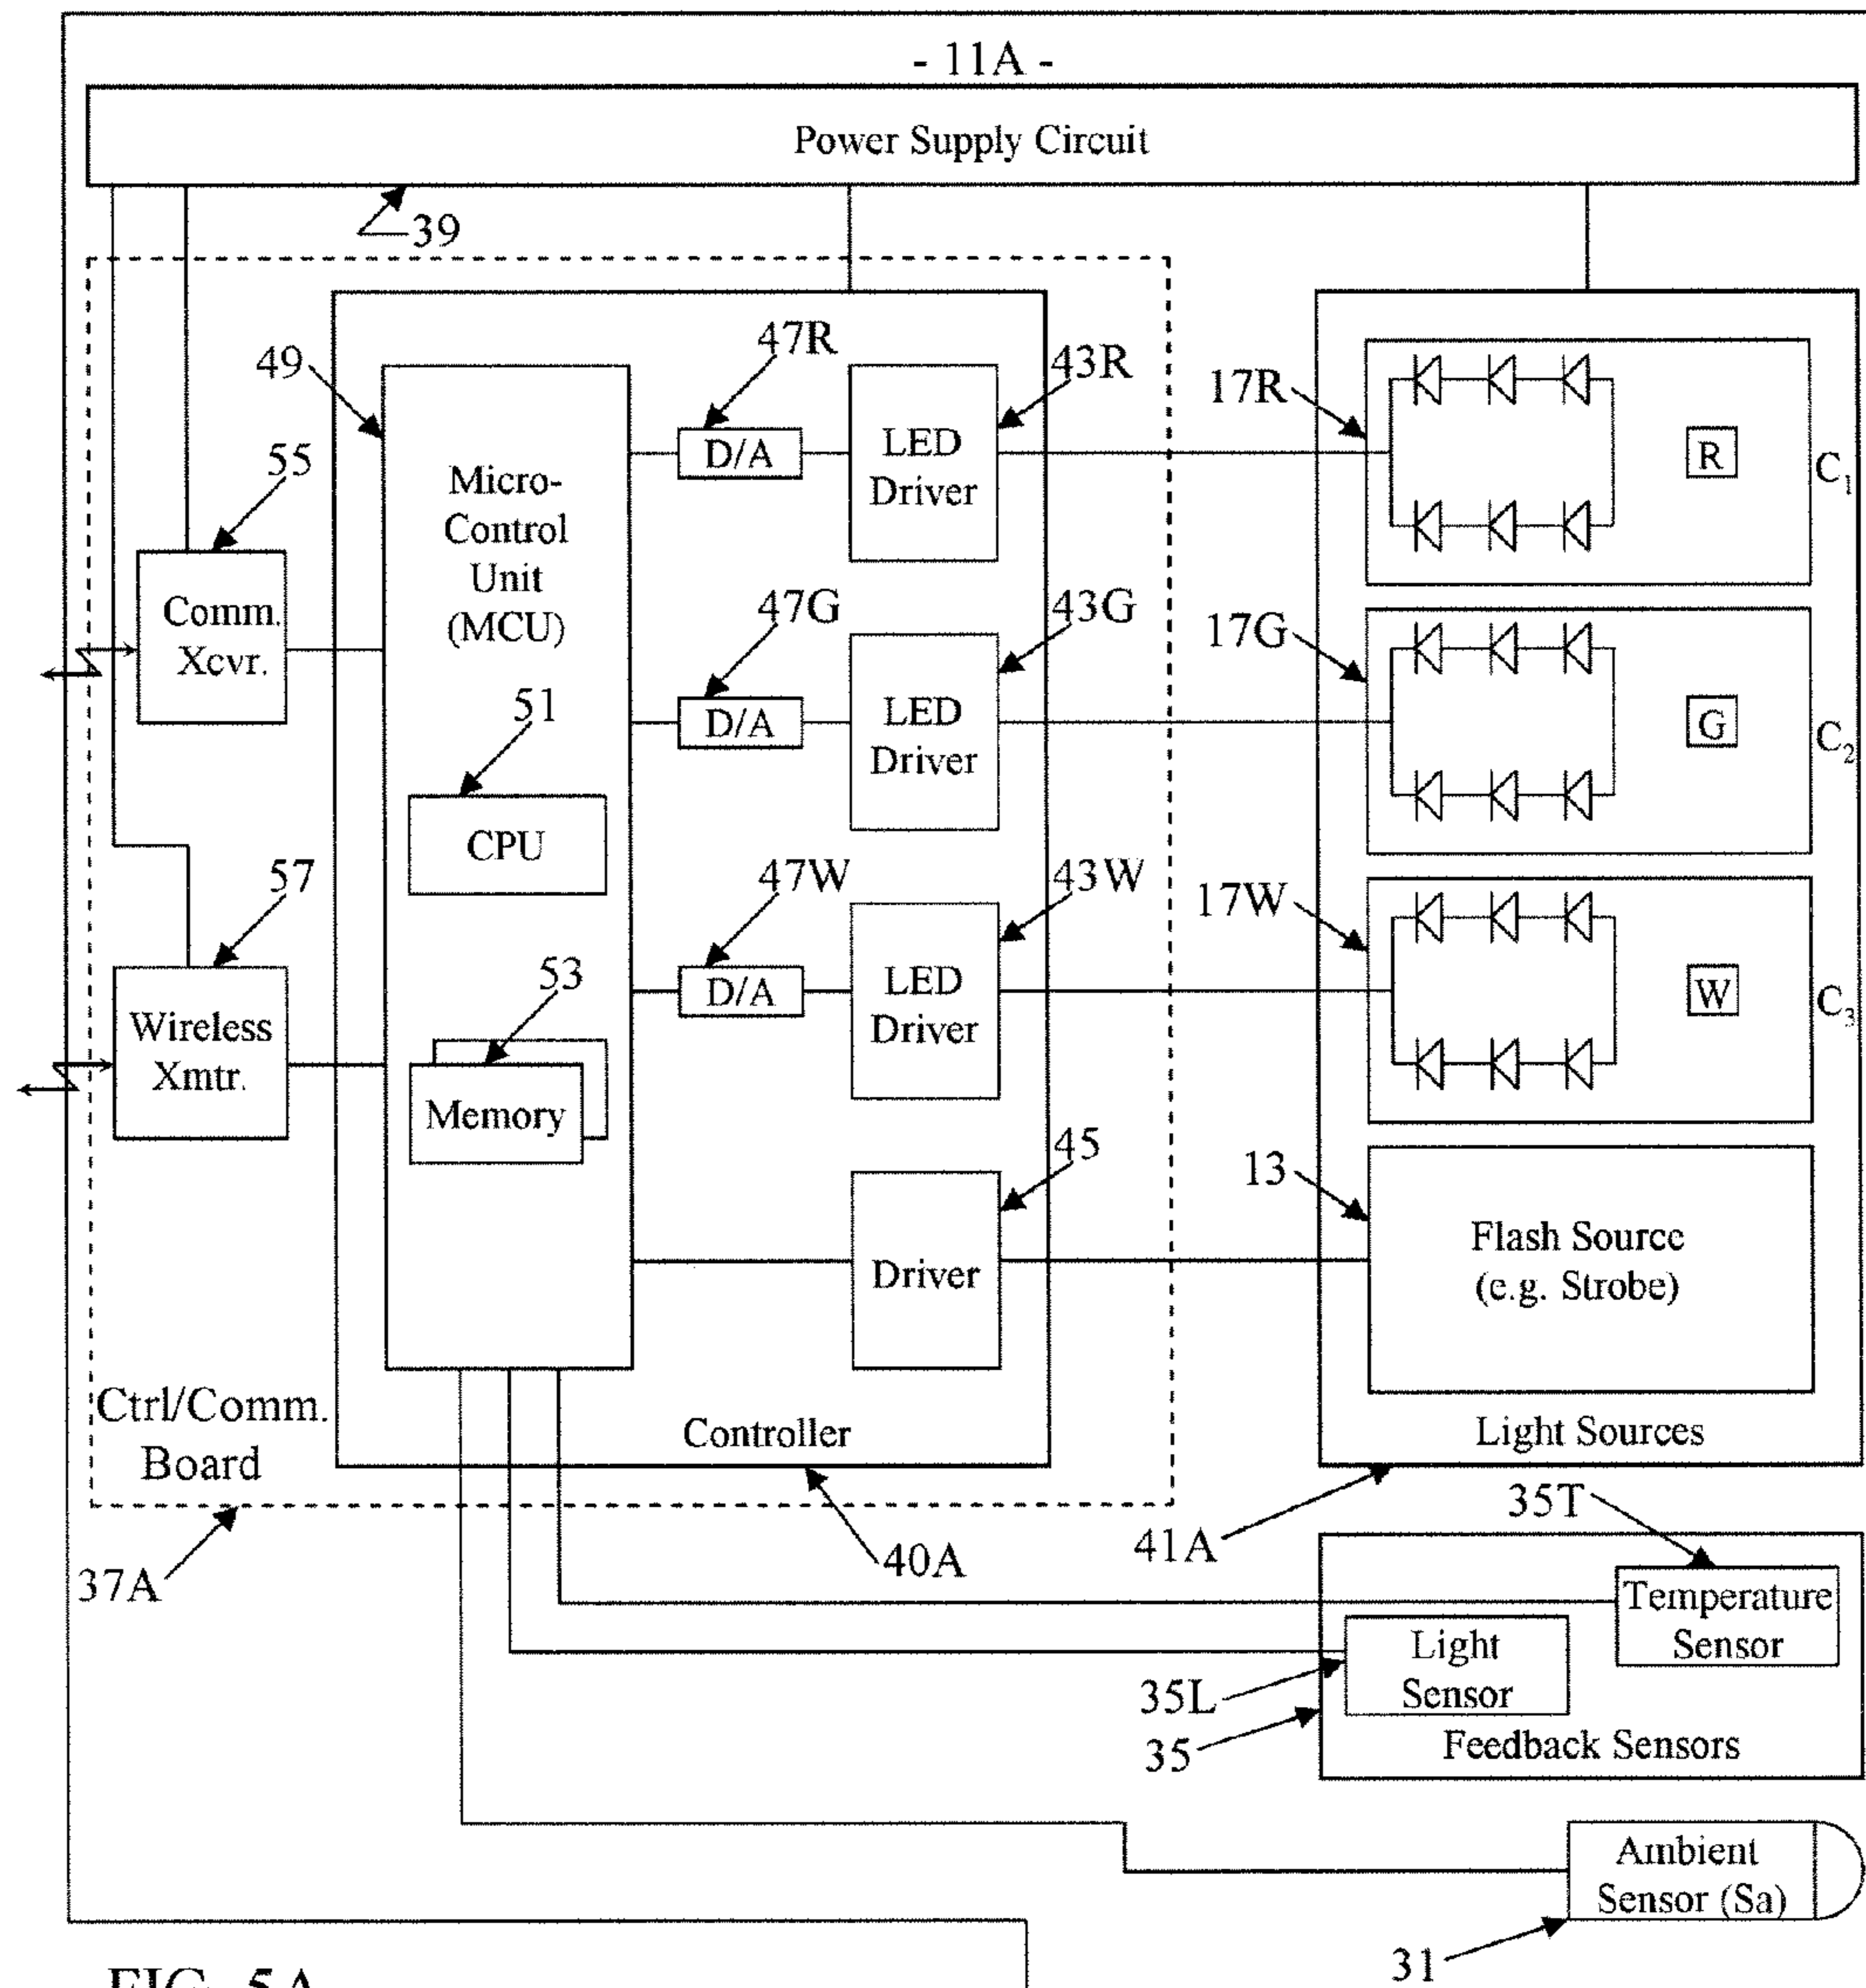 - 11A -
Power Supply Circuit
39
49
47R
43R
17R
D/A
LED
Driver
R
C1
55
Micro-
Control
Unit
(MCU)
Comm.
Xcvr.
47G
43G
17G
D/A
LED
Driver
G
C2
51
CPU
57
47W
43W
17W
D/A
LED
Driver
W
C3
53
Wireless
Xmtr.
Memory
45
13
Driver
Flash Source
(e.g. Strobe)
Ctrl/Comm.
Board
Controller
Light Sources
37A
40A
41A
35T
Temperature
Sensor
Light
Sensor
35L
35
Feedback Sensors
Ambient
Sensor (Sa)
31
FIG. 5A